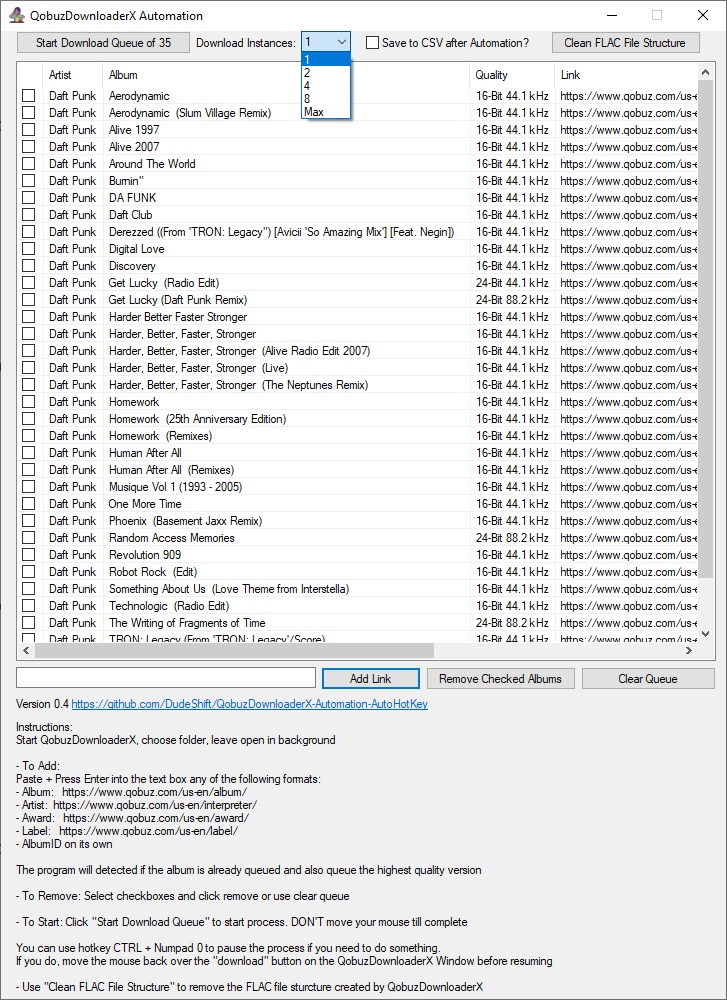 QobuzDownloaderX Automation
Start Download Queue of 35 Download Instances: 1 Save to CSV after Automation? Clean FLAC File Structure
1
2
4
8
Max
Artist Album Quality Link
Daft Punk Aerodynamic 16-Bit 44.1 kHz https://www.qobuz.com/us-e
Daft Punk Aerodynamic (Slum Village Remix) 16-Bit 44.1 kHz https://www.qobuz.com/us-e
Daft Punk Alive 1997 16-Bit 44.1 kHz https://www.qobuz.com/us-e
Daft Punk Alive 2007 16-Bit 44.1 kHz https://www.qobuz.com/us-e
Daft Punk Around The World 16-Bit 44.1 kHz https://www.qobuz.com/us-e
Daft Punk Burnin'' 16-Bit 44.1 kHz https://www.qobuz.com/us-e
Daft Punk DA FUNK 16-Bit 44.1 kHz https://www.qobuz.com/us-e
Daft Punk Daft Club 16-Bit 44.1 kHz https://www.qobuz.com/us-e
Daft Punk Derezzed ((From 'TRON: Legacy'') [Avicii 'So Amazing Mix'] [Feat. Negin]) 16-Bit 44.1 kHz https://www.qobuz.com/us-e
Daft Punk Digital Love 16-Bit 44.1 kHz https://www.qobuz.com/us-e
Daft Punk Discovery 16-Bit 44.1 kHz https://www.qobuz.com/us-e
Daft Punk Get Lucky (Radio Edit) 24-Bit 44.1 kHz https://www.qobuz.com/us-e
Daft Punk Get Lucky (Daft Punk Remix) 24-Bit 88.2 kHz https://www.qobuz.com/us-e
Daft Punk Harder Better Faster Stronger 16-Bit 44.1 kHz https://www.qobuz.com/us-e
Daft Punk Harder, Better, Faster, Stronger 16-Bit 44.1 kHz https://www.qobuz.com/us-e
Daft Punk Harder, Better, Faster, Stronger (Alive Radio Edit 2007) 16-Bit 44.1 kHz https://www.qobuz.com/us-e
Daft Punk Harder, Better, Faster, Stronger (Live) 16-Bit 44.1 kHz https://www.qobuz.com/us-e
Daft Punk Harder, Better, Faster, Stronger (The Neptunes Remix) 16-Bit 44.1 kHz https://www.qobuz.com/us-e
Daft Punk Homework 16-Bit 44.1 kHz https://www.qobuz.com/us-e
Daft Punk Homework (25th Anniversary Edition) 16-Bit 44.1 kHz https://www.qobuz.com/us-e
Daft Punk Homework (Remixes) 16-Bit 44.1 kHz https://www.qobuz.com/us-e
Daft Punk Human After All 16-Bit 44.1 kHz https://www.qobuz.com/us-e
Daft Punk Human After All (Remixes) 16-Bit 44.1 kHz https://www.qobuz.com/us-e
Daft Punk Musique Vol 1 (1993 - 2005) 16-Bit 44.1 kHz https://www.qobuz.com/us-e
Daft Punk One More Time 16-Bit 44.1 kHz https://www.qobuz.com/us-e
Daft Punk Phoenix (Basement Jaxx Remix) 16-Bit 44.1 kHz https://www.qobuz.com/us-e
Daft Punk Random Access Memories 24-Bit 88.2 kHz https://www.qobuz.com/us-e
Daft Punk Revolution 909 16-Bit 44.1 kHz https://www.qobuz.com/us-e
Daft Punk Robot Rock (Edit) 16-Bit 44.1 kHz https://www.qobuz.com/us-e
Daft Punk Something About Us (Love Theme from Interstella) 16-Bit 44.1 kHz https://www.qobuz.com/us-e
Daft Punk Technologic (Radio Edit) 16-Bit 44.1 kHz https://www.qobuz.com/us-e
Daft Punk The Writing of Fragments of Time 24-Bit 88.2 kHz https://www.qobuz.com/us-e
Daft Punk TRON: Legacy (From 'TRON: Legacy'/Score) 16-Bit 44.1 kHz https://www.qobuz.com/us-e
Add Link Remove Checked Albums Clear Queue
Version 0.4 https://github.com/DudeShift/QobuzDownloaderX-Automation-AutoHotKey
Instructions:
Start QobuzDownloaderX, choose folder, leave open in background
- To Add:
Paste + Press Enter into the text box any of the following formats:
- Album: https://www.qobuz.com/us-en/album/
- Artist: https://www.qobuz.com/us-en/interpreter/
- Award: https://www.qobuz.com/us-en/award/
- Label: https://www.qobuz.com/us-en/label/
- AlbumID on its own
The program will detected if the album is already queued and also queue the highest quality version
- To Remove: Select checkboxes and click remove or use clear queue
- To Start: Click "Start Download Queue" to start process. DON'T move your mouse till complete
You can use hotkey CTRL + Numpad 0 to pause the process if you need to do something.
If you do, move the mouse back over the "download" button on the QobuzDownloaderX Window before resuming
- Use "Clean FLAC File Structure" to remove the FLAC file sturcture created by QobuzDownloaderX